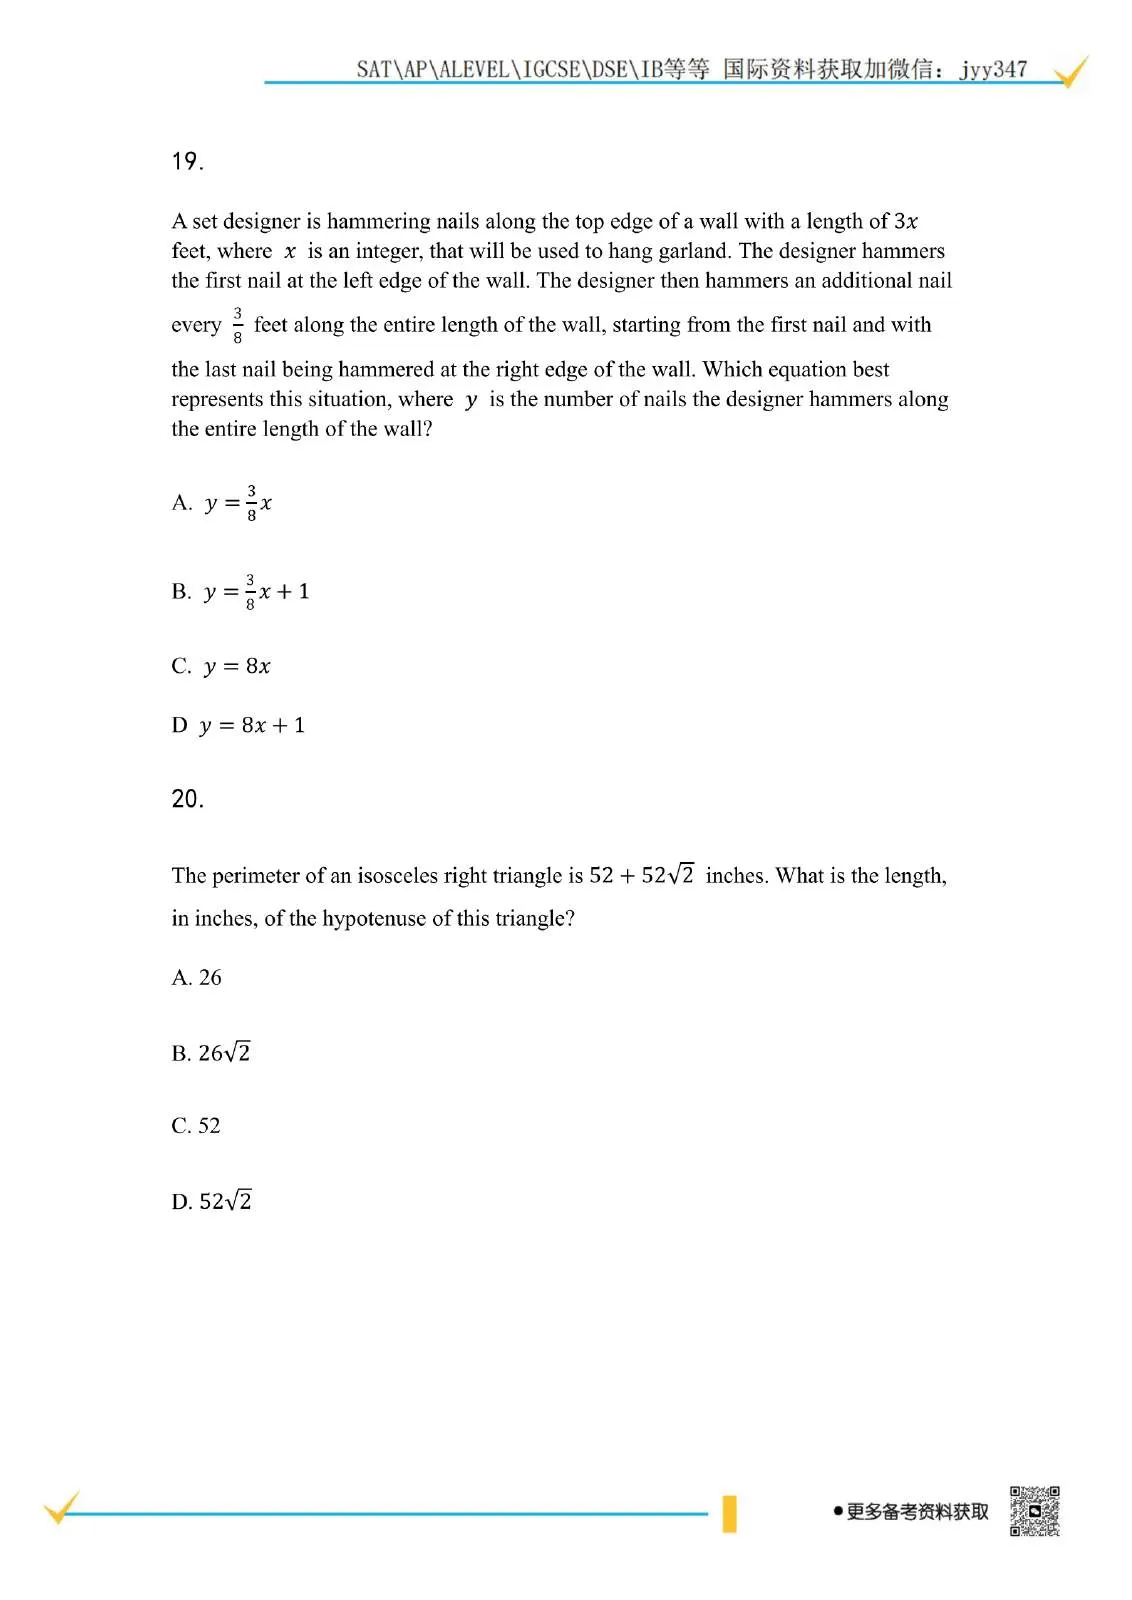 SAT\AP\ALEVEL\IGCSE\DSE\IB等等 国际资料获取加微信：jyy347
19.
A set designer is hammering nails along the top edge of a wall with a length of 3x
feet, where x is an integer, that will be used to hang garland. The designer hammers
the first nail at the left edge of the wall. The designer then hammers an additional nail
every 3/8 feet along the entire length of the wall, starting from the first nail and with
the last nail being hammered at the right edge of the wall. Which equation best
represents this situation, where y is the number of nails the designer hammers along
the entire length of the wall?
A. y = 3/8 x
B. y = 3/8 x + 1
C. y = 8x
D y = 8x + 1
20.
The perimeter of an isosceles right triangle is 52 + 52√2 inches. What is the length,
in inches, of the hypotenuse of this triangle?
A. 26
B. 26√2
C. 52
D. 52√2
●更多备考资料获取